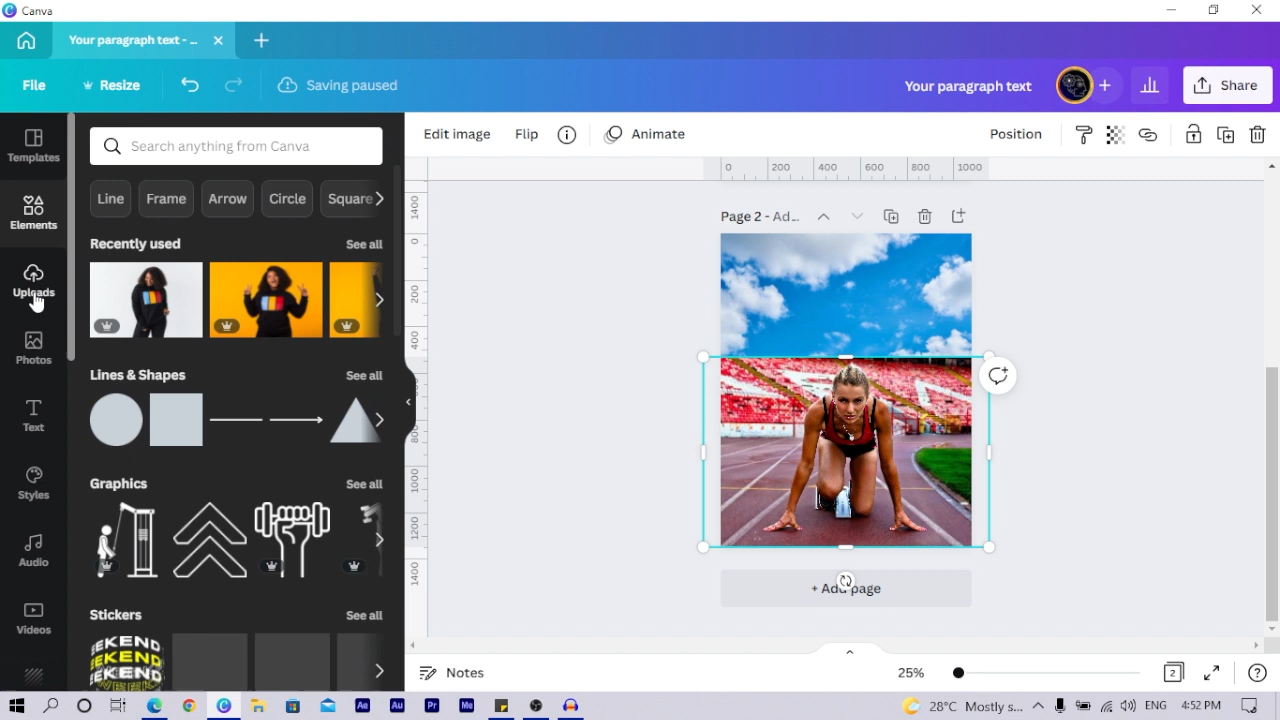 Canva
Your paragraph text - ...
File
Resize
Saving paused
Your paragraph text
Share
Templates
Elements
Uploads
Photos
Text
Styles
Audio
Videos
Search anything from Canva
Line
Frame
Arrow
Circle
Square
Recently used
See all
Lines & Shapes
See all
Graphics
See all
Stickers
See all
EEKEND
EEKEND
EEKEND
Edit image
Flip
Animate
Position
0
200
400
600
800
1000
1400
0
200
400
800
1000
1200
1400
Page 2 - Ad...
+ Add page
Notes
25%
2
28°C Mostly s...
ENG
4:52 PM